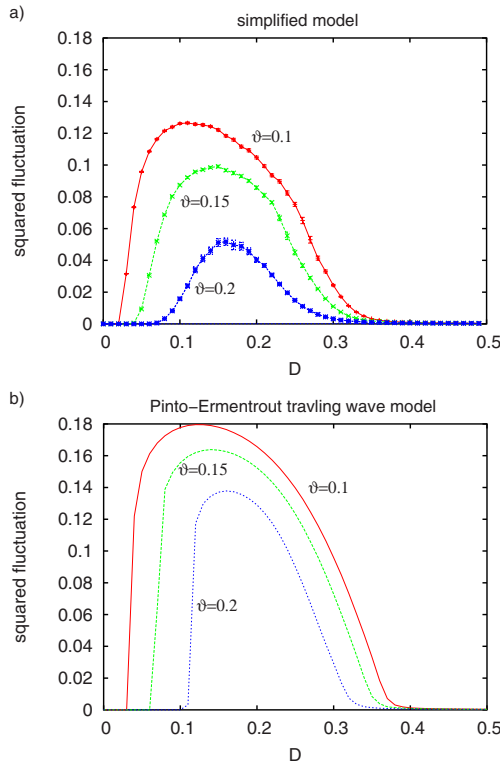 a)
simplified model
0.18
0.16
0.14
0.12
0.1
0.08
0.06
0.04
0.02
0
squared fluctuation
ϑ=0.1
ϑ=0.15
ϑ=0.2
0 0.1 0.2 0.3 0.4 0.5
D
b)
Pinto-Ermentrout travling wave model
0.18
0.16
0.14
0.12
0.1
0.08
0.06
0.04
0.02
0
squared fluctuation
ϑ=0.15
ϑ=0.1
ϑ=0.2
0 0.1 0.2 0.3 0.4 0.5
D